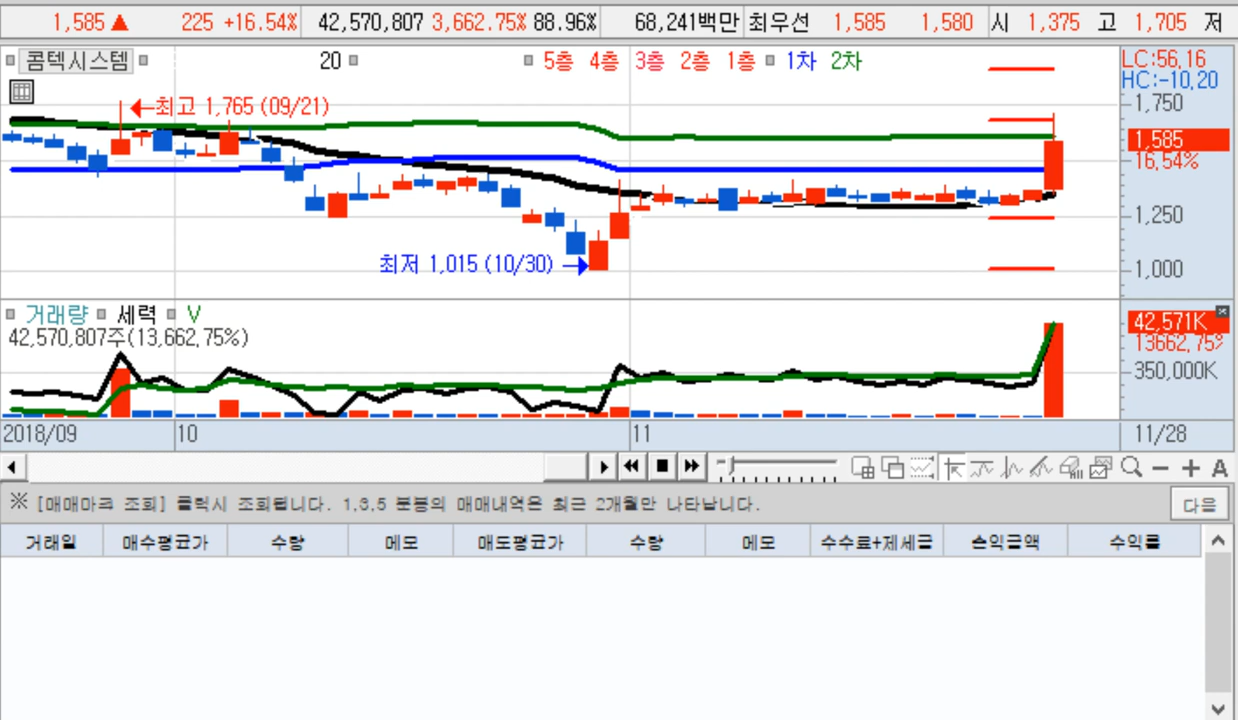 1,585 ▲ 225 +16.54% 42,570,807 3,662.75% 88.96% 68,241백만 최우선 1,585 1,580 시 1,375 고 1,705 저
콤텍시스템 20 5층 4층 3층 2층 1층 1차 2차
LC:56.16
HC:-10.20
최고 1,765 (09/21)
1,750
1,585
16.54%
1,250
최저 1,015 (10/30)
1,000
거래량 세력 V
42,570,807주(13,662.75%)
42,571K
13662.75%
350,000K
2018/09 10 11 11/28
※ [매매마크 조회] 클릭시 조회됩니다. 1,3,5 분봉의 매매내역은 최근 2개월만 나타납니다.
다음
거래일 매수평균가 수량 메모 매도평균가 수량 메모 수수료+제세금 손익금액 수익률